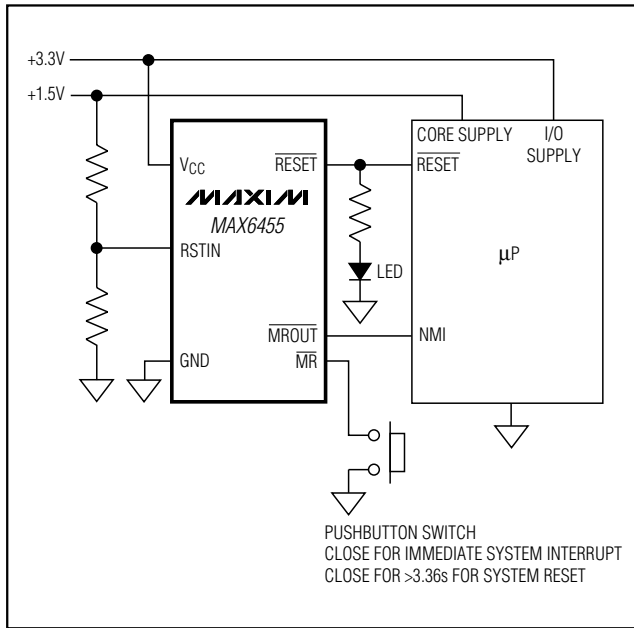 +3.3V
+1.5V
VCC
RESET
MAXIM
MAX6455
RSTIN
MROUT
GND
MR
LED
CORE SUPPLY
I/O
SUPPLY
RESET
µP
NMI
PUSHBUTTON SWITCH
CLOSE FOR IMMEDIATE SYSTEM INTERRUPT
CLOSE FOR >3.36s FOR SYSTEM RESET